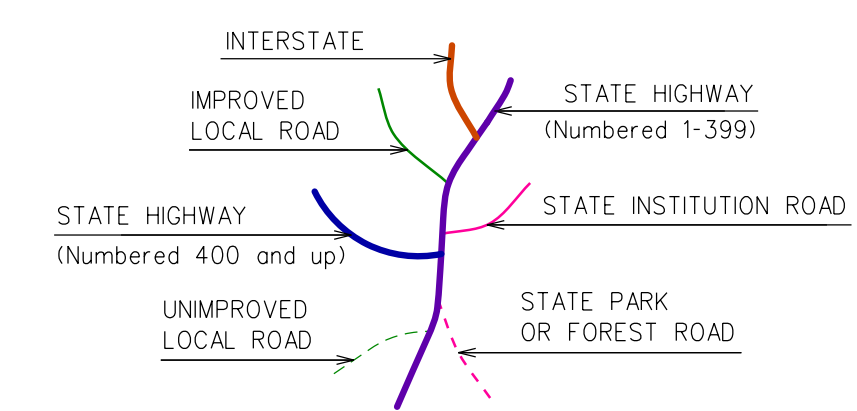 INTERSTATE
STATE HIGHWAY
(Numbered 1-399)
IMPROVED
LOCAL ROAD
STATE INSTITUTION ROAD
STATE HIGHWAY
(Numbered 400 and up)
UNIMPROVED
LOCAL ROAD
STATE PARK
OR FOREST ROAD